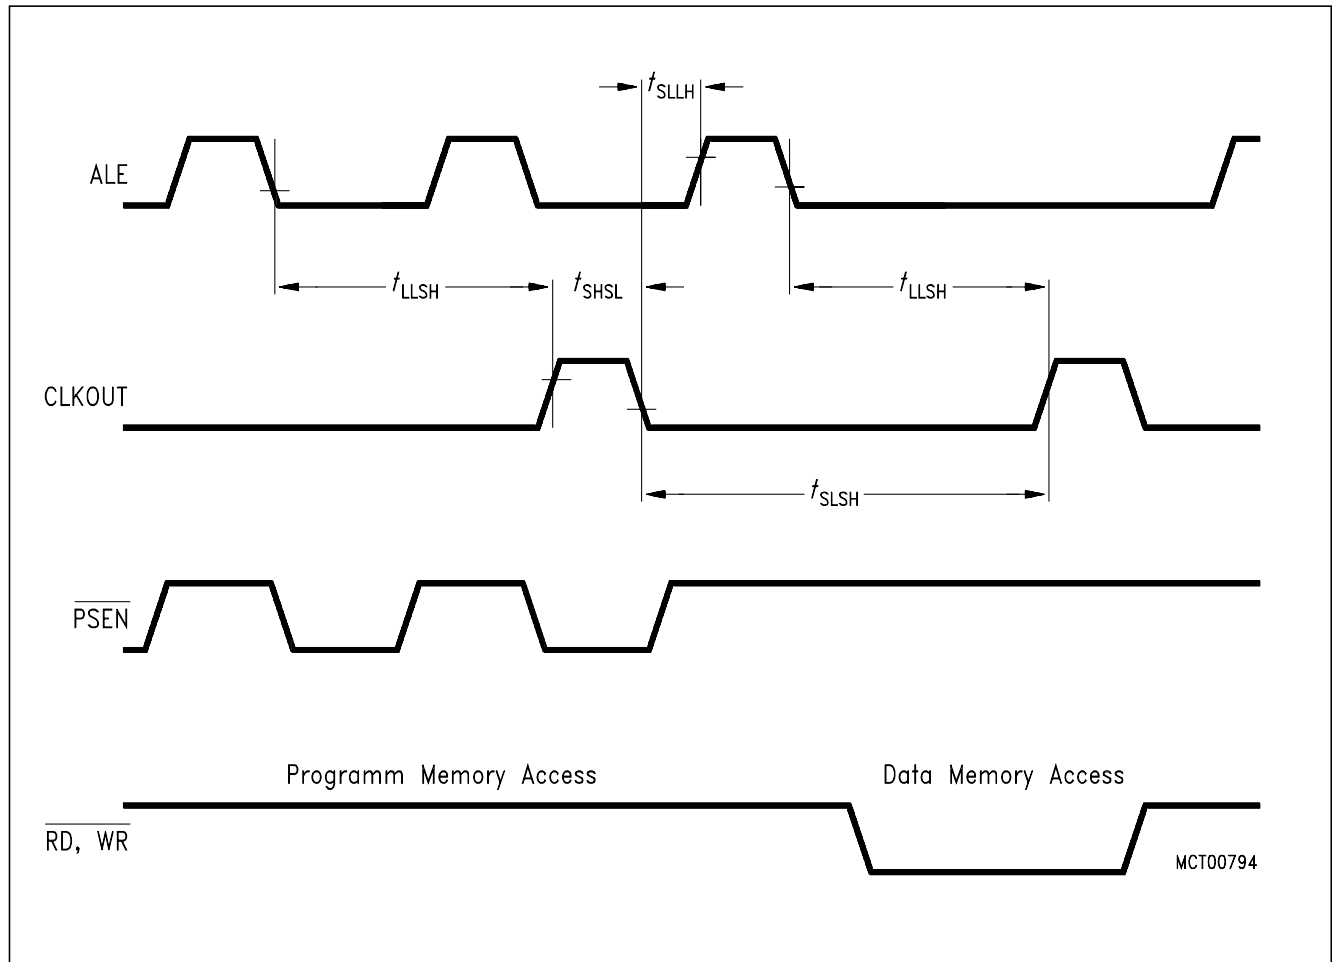 tSLLH
ALE
tLLSH
tSHSL
tLLSH
CLKOUT
tSLSH
PSEN
Programm Memory Access
Data Memory Access
RD, WR
MCT00794